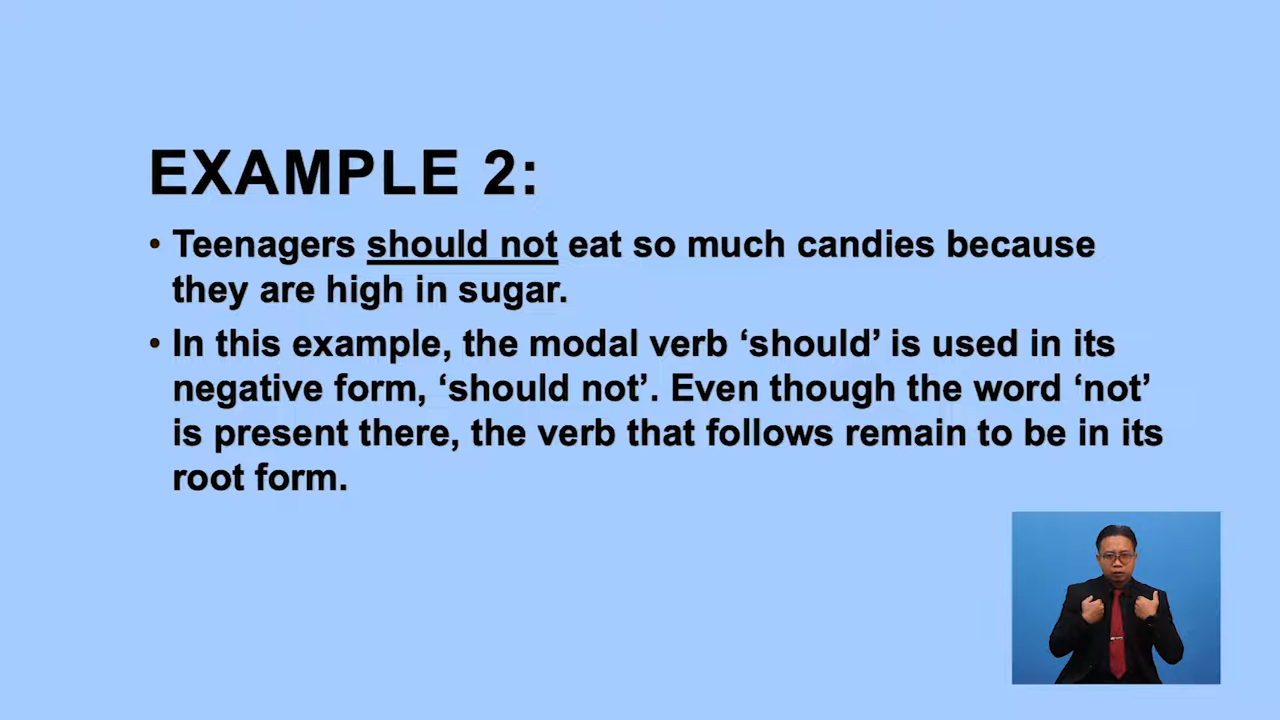 EXAMPLE 2:
• Teenagers should not eat so much candies because
they are high in sugar.
• In this example, the modal verb ‘should’ is used in its
negative form, ‘should not’. Even though the word ‘not’
is present there, the verb that follows remain to be in its
root form.